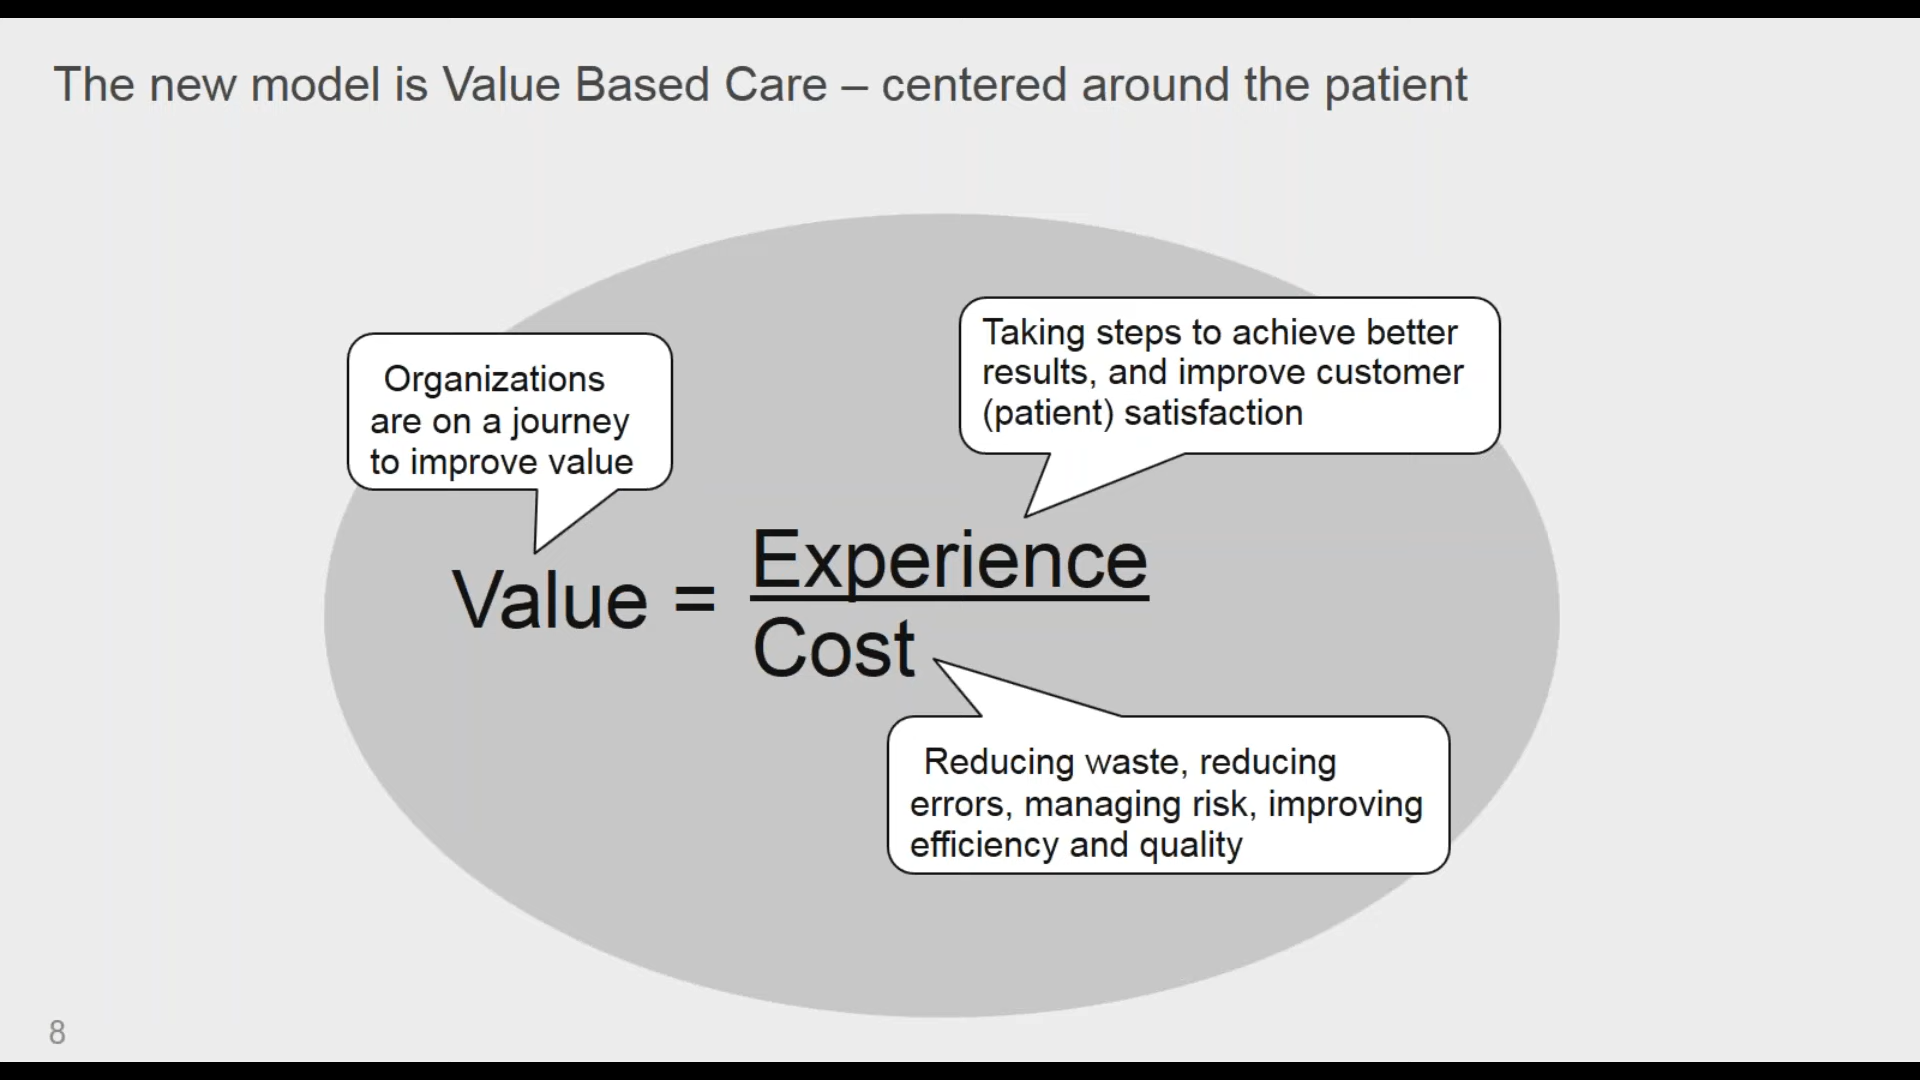 The new model is Value Based Care – centered around the patient
Organizations
are on a journey
to improve value
Taking steps to achieve better
results, and improve customer
(patient) satisfaction
Value =
Experience
Cost
Reducing waste, reducing
errors, managing risk, improving
efficiency and quality
8